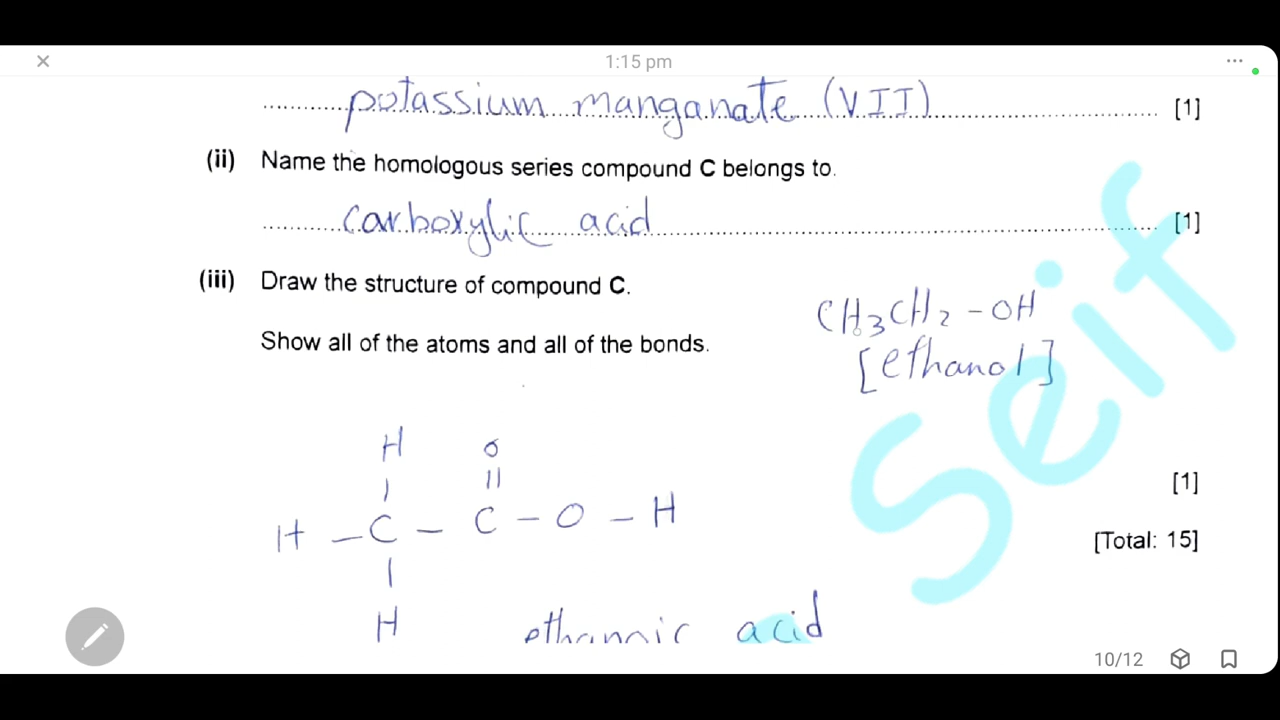 1:15 pm
potassium manganate (VII) [1]
(ii) Name the homologous series compound C belongs to.
carboxylic acid [1]
(iii) Draw the structure of compound C.
CH3CH2 - OH
Show all of the atoms and all of the bonds.
[ethanol]
H O
H - C - C - O - H
H
[1]
[Total: 15]
ethanoic acid
Seif
10/12